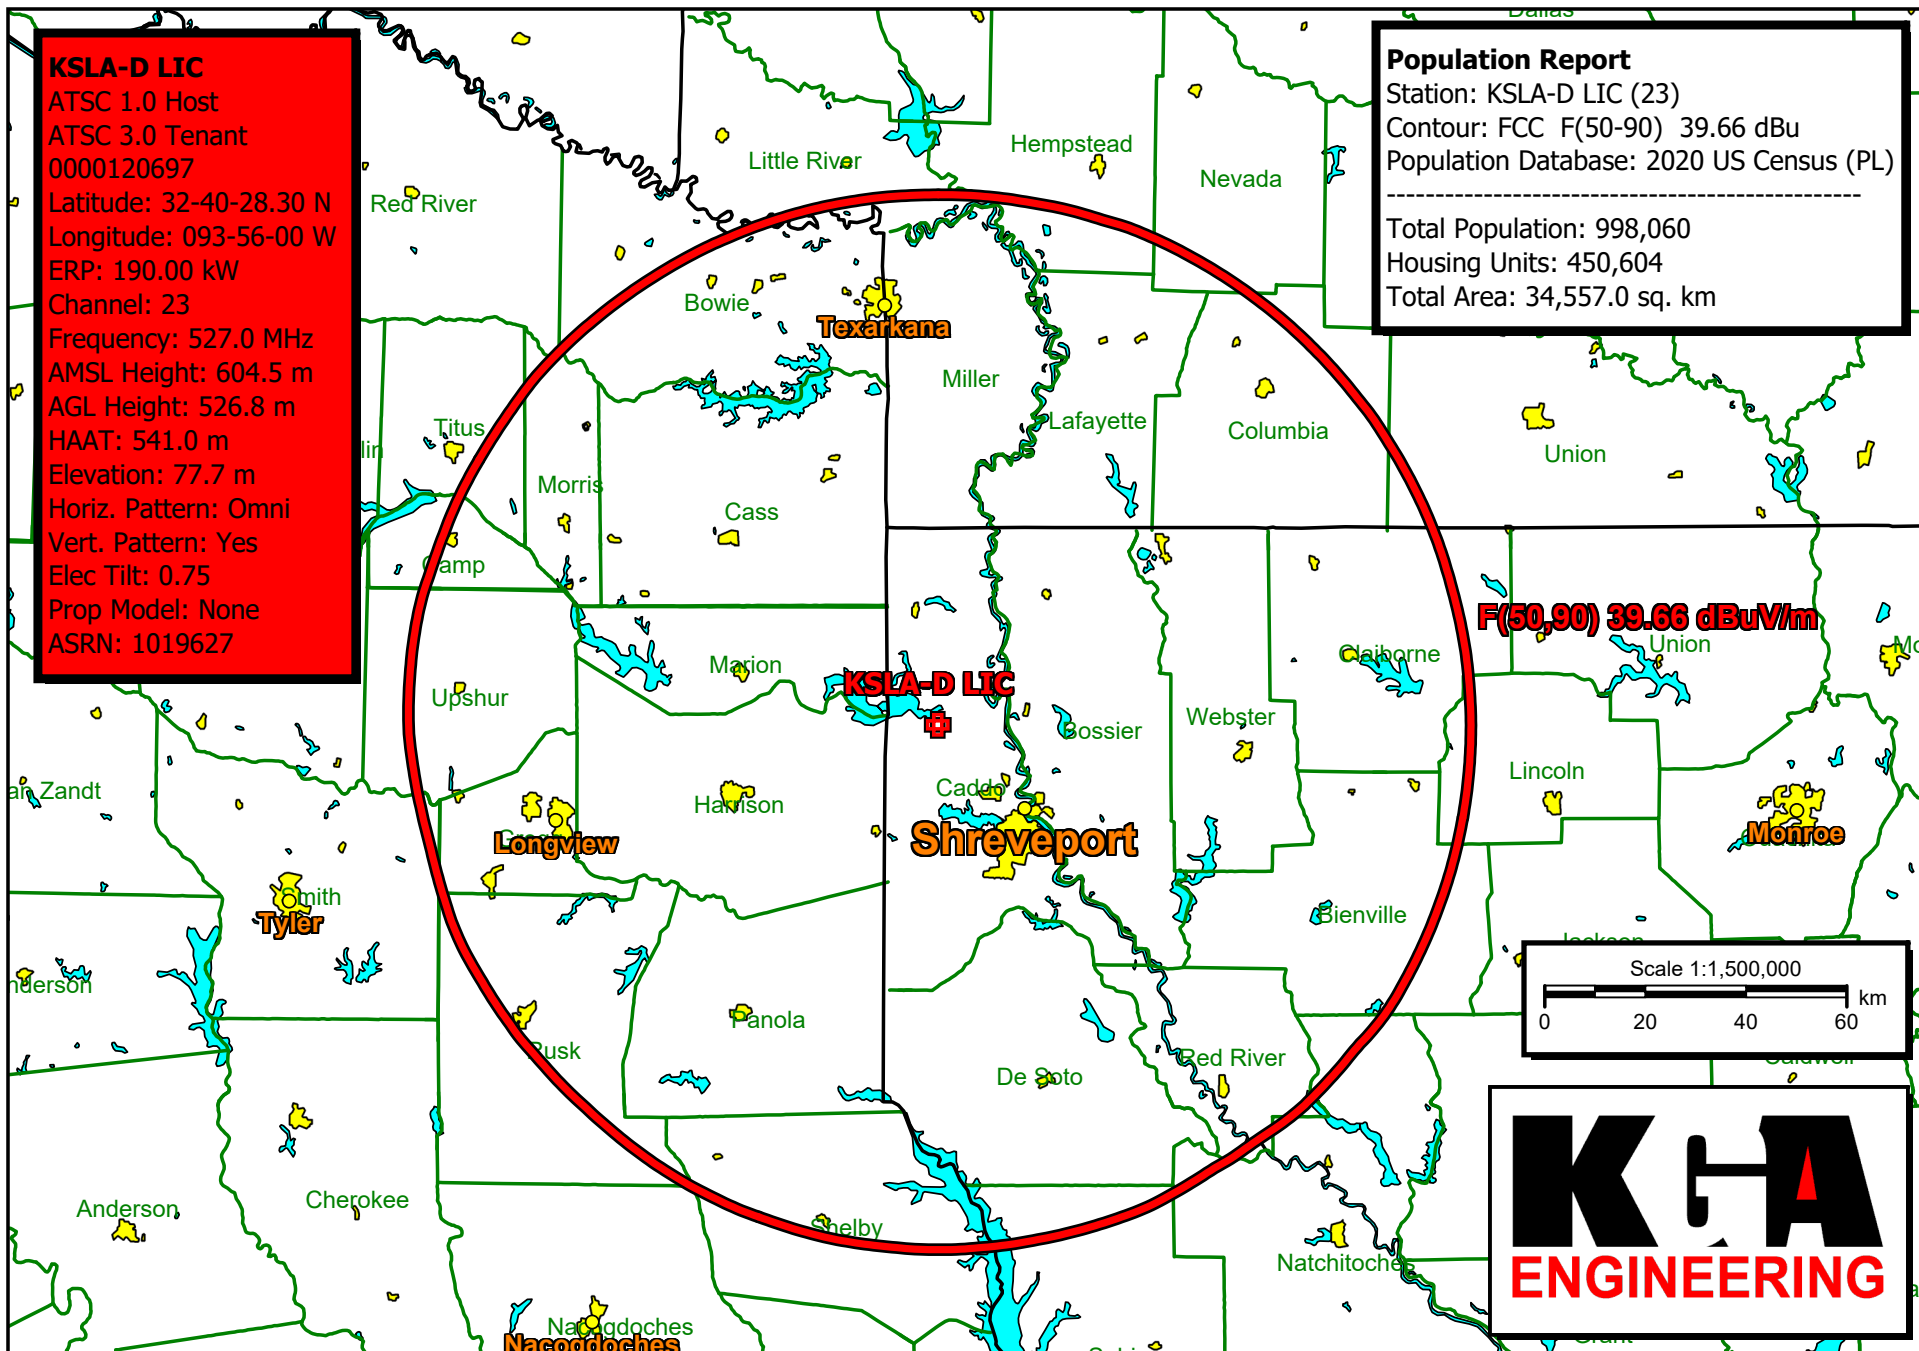 KSLA-D LIC
ATSC 1.0 Host
ATSC 3.0 Tenant
0000120697
Latitude: 32-40-28.30 N
Longitude: 093-56-00 W
ERP: 190.00 kW
Channel: 23
Frequency: 527.0 MHz
AMSL Height: 604.5 m
AGL Height: 526.8 m
HAAT: 541.0 m
Elevation: 77.7 m
Horiz. Pattern: Omni
Vert. Pattern: Yes
Elec Tilt: 0.75
Prop Model: None
ASRN: 1019627
Population Report
Station: KSLA-D LIC (23)
Contour: FCC F(50-90) 39.66 dBu
Population Database: 2020 US Census (PL)
------------------------------------------------------------
Total Population: 998,060
Housing Units: 450,604
Total Area: 34,557.0 sq. km
Dallas
Little River
Hempstead
Nevada
Red River
Bowie
Texarkana
Miller
Lafayette
Columbia
Union
Titus
lin
Morris
Cass
Camp
F(50,90) 39.66 dBuV/m
Union
Claiborne
Marion
KSLA-D LIC
Upshur
Bossier
Webster
Lincoln
an Zandt
Harrison
Caddo
Longview
Shreveport
Monroe
Smith
Tyler
Bienville
Jackson
nderson
Panola
Rusk
De Soto
Red River
Caldwell
Scale 1:1,500,000
km
0 20 40 60
Anderson
Cherokee
Shelby
Natchitoches
Nacogdoches
Nacogdoches
Grant
KGA
ENGINEERING